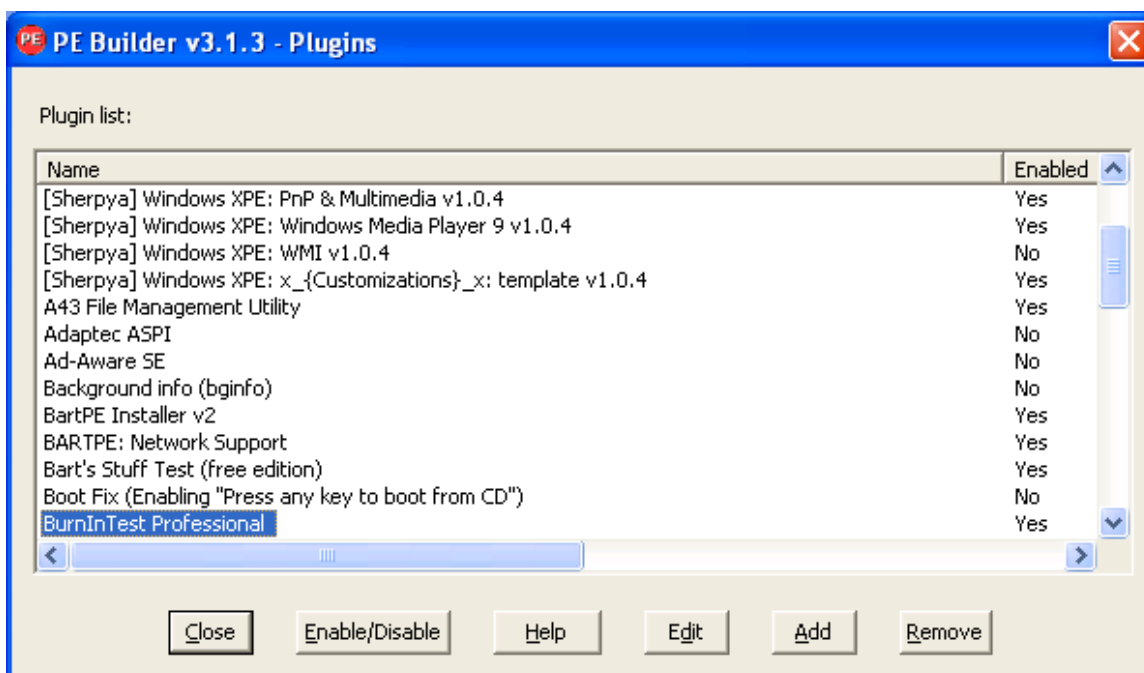 PE PE Builder v3.1.3 - Plugins
Plugin list:
Name Enabled
[Sherpya] Windows XPE: PnP & Multimedia v1.0.4 Yes
[Sherpya] Windows XPE: Windows Media Player 9 v1.0.4 Yes
[Sherpya] Windows XPE: WMI v1.0.4 No
[Sherpya] Windows XPE: x_{Customizations}_x: template v1.0.4 Yes
A43 File Management Utility Yes
Adaptec ASPI No
Ad-Aware SE No
Background info (bginfo) No
BartPE Installer v2 Yes
BARTPE: Network Support Yes
Bart's Stuff Test (free edition) Yes
Boot Fix (Enabling "Press any key to boot from CD") No
BurnInTest Professional Yes
Close Enable/Disable Help Edit Add Remove